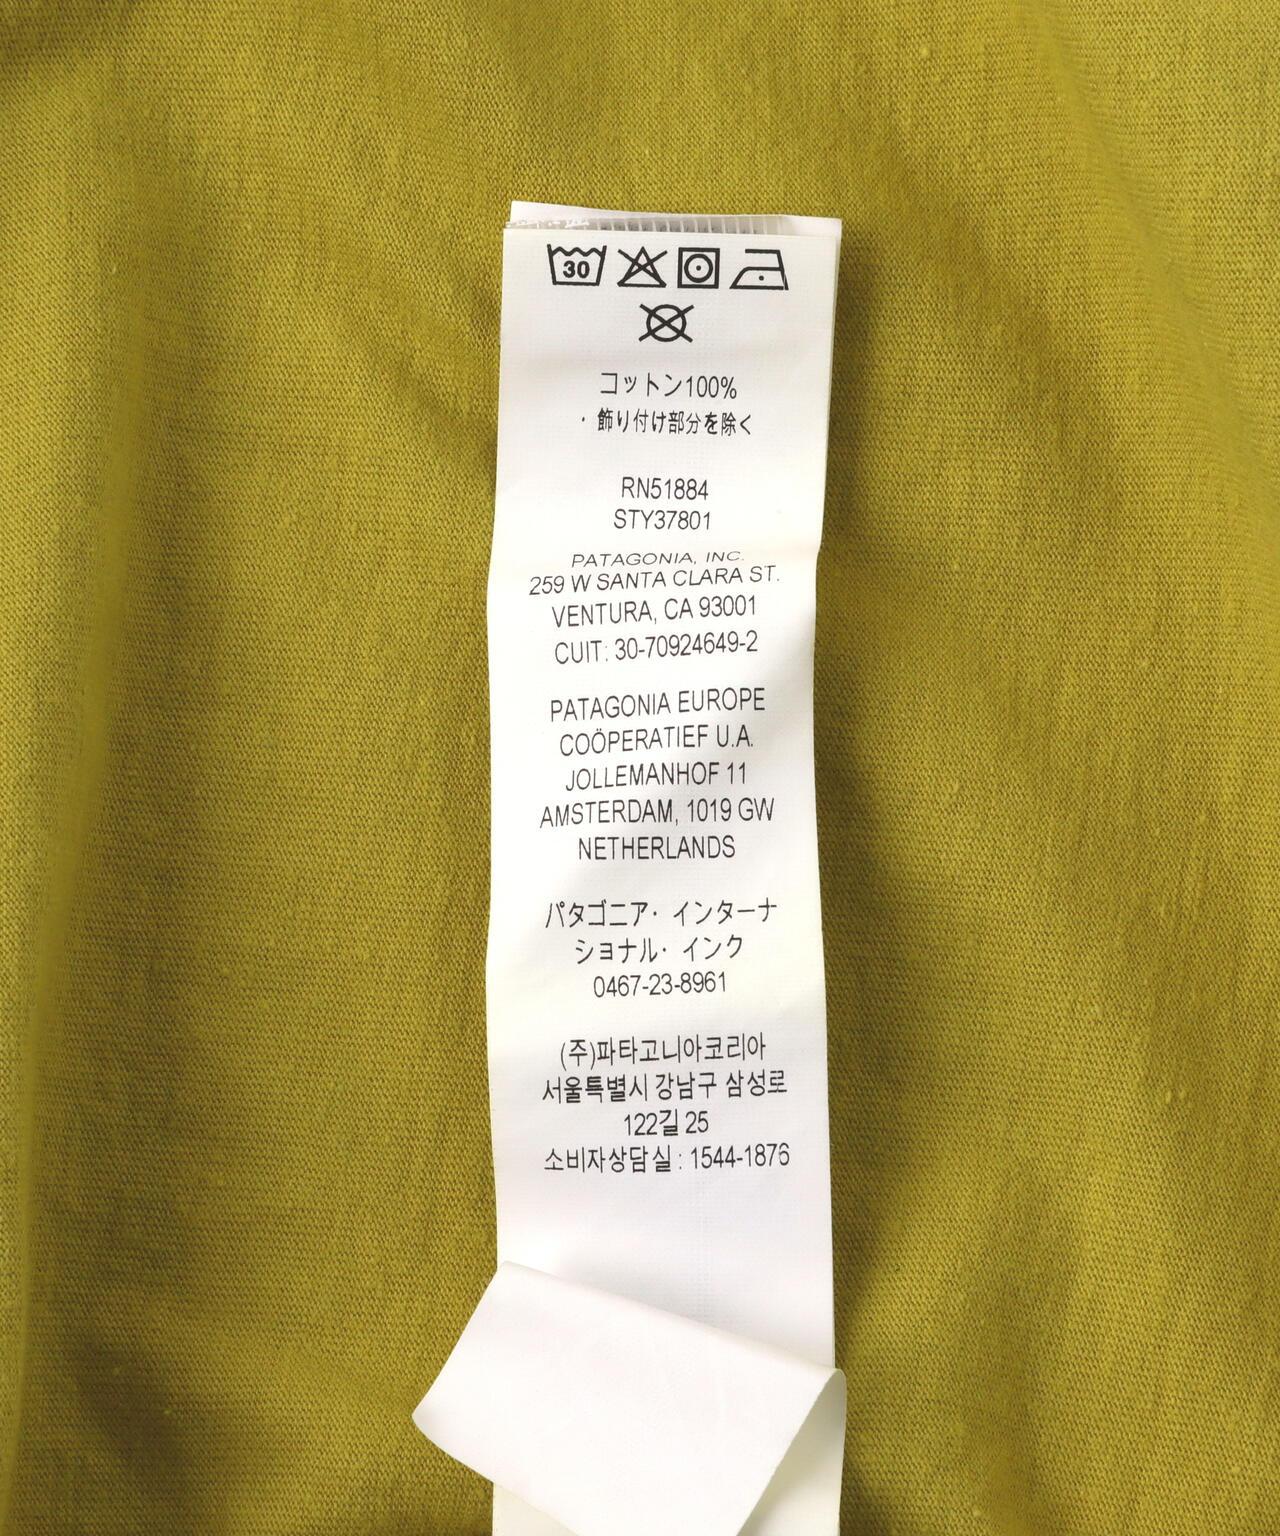 30
コットン100%
・飾り付け部分を除く
RN51884
STY37801
PATAGONIA, INC.
259 W SANTA CLARA ST.
VENTURA, CA 93001
CUIT: 30-70924649-2
PATAGONIA EUROPE
COÖPERATIEF U.A.
JOLLEMANHOF 11
AMSTERDAM, 1019 GW
NETHERLANDS
パタゴニア・インターナ
ショナル・インク
0467-23-8961
(주)파타고니아코리아
서울특별시 강남구 삼성로
122길 25
소비자상담실 : 1544-1876